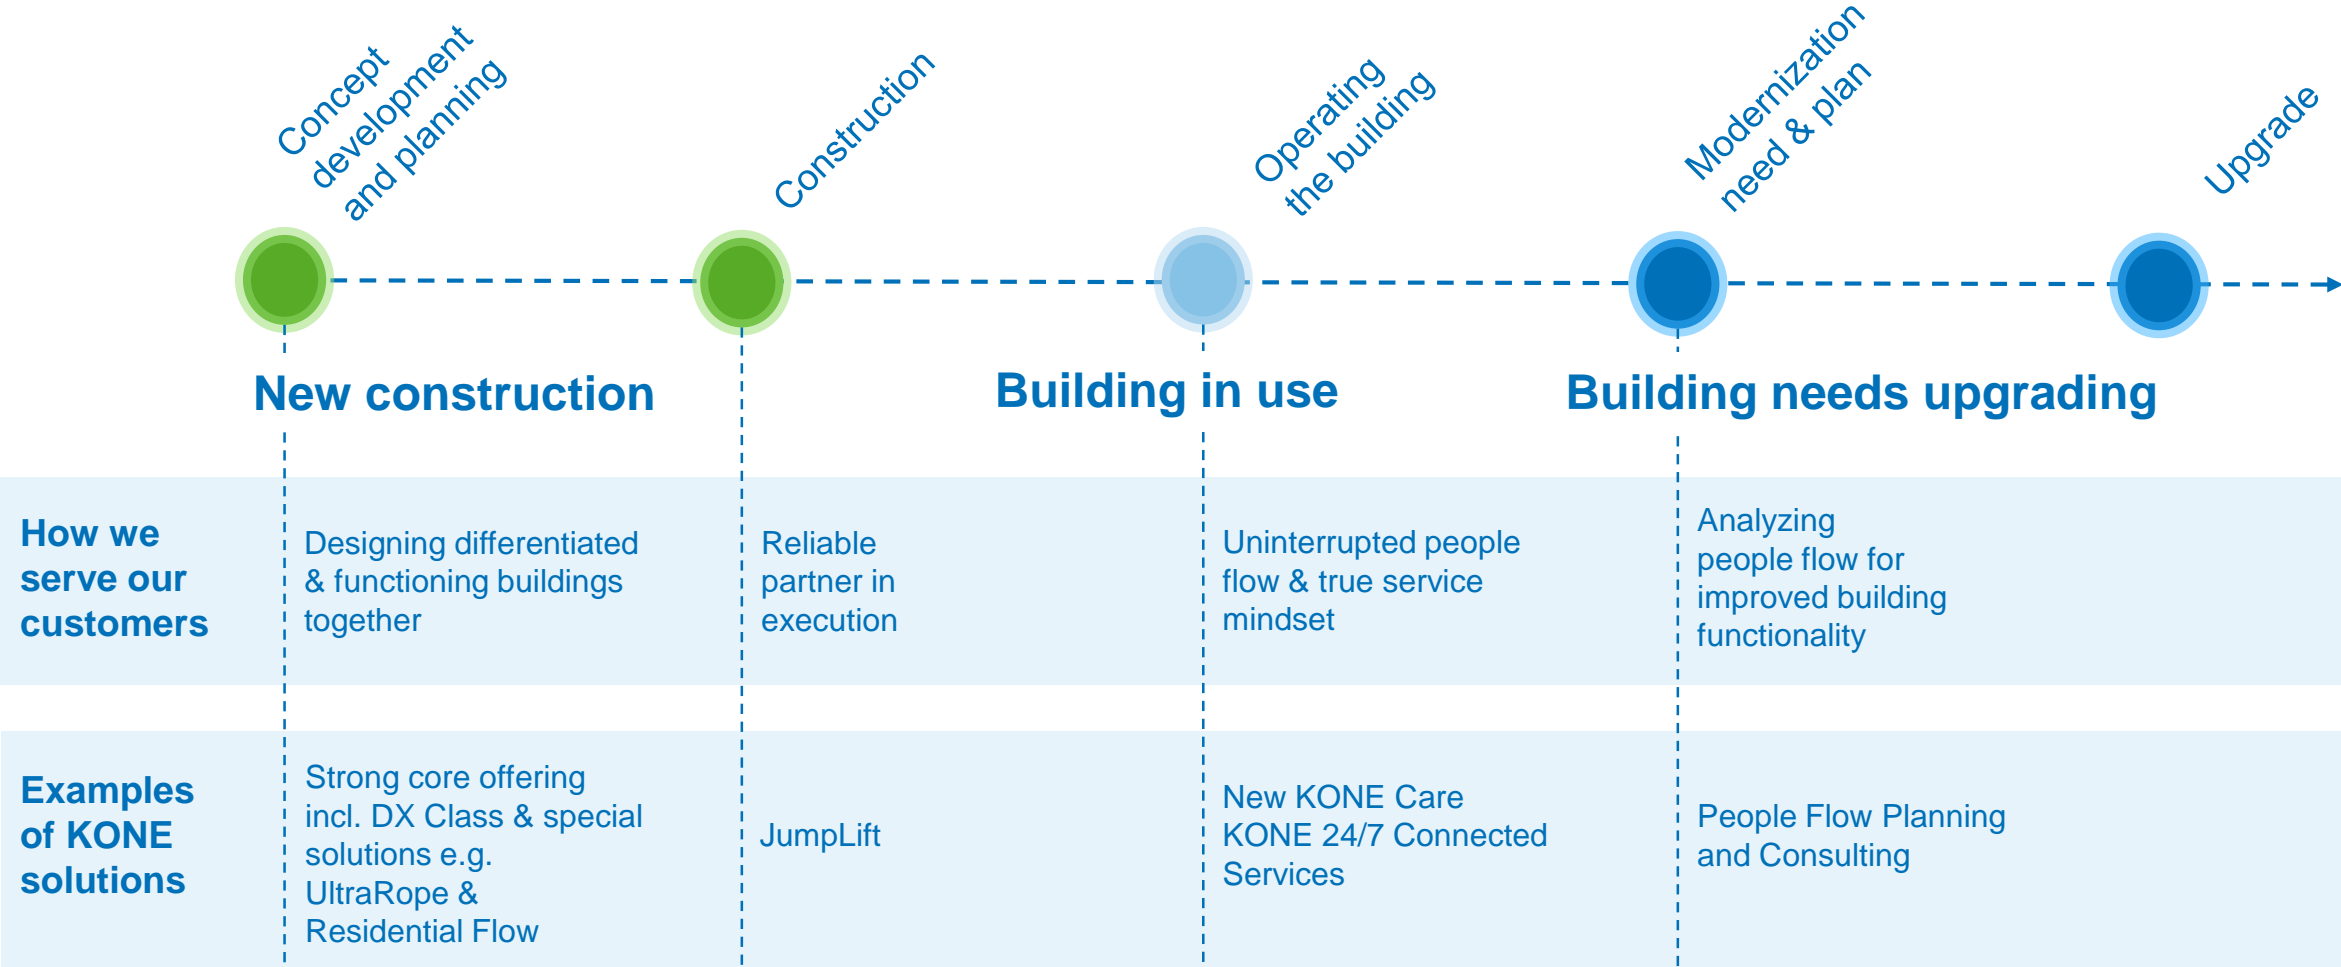 Concept
development
and planning
Construction
Operating
the building
Modernization
need & plan
Upgrade
New construction
Building in use
Building needs upgrading
How we
serve our
customers
Designing differentiated
& functioning buildings
together
Reliable
partner in
execution
Uninterrupted people
flow & true service
mindset
Analyzing
people flow for
improved building
functionality
Examples
of KONE
solutions
Strong core offering
incl. DX Class & special
solutions e.g.
UltraRope &
Residential Flow
JumpLift
New KONE Care
KONE 24/7 Connected
Services
People Flow Planning
and Consulting